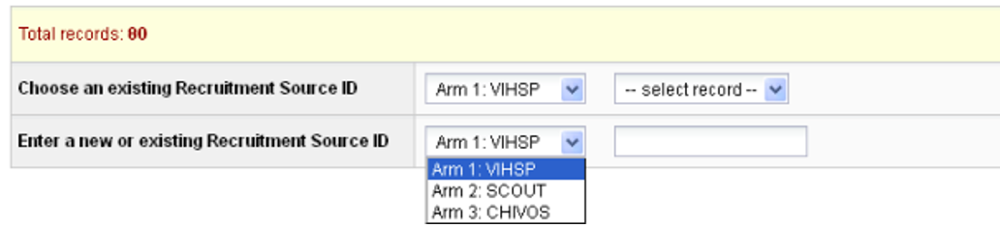 Total records: 80
Choose an existing Recruitment Source ID Arm 1: VIHSP -- select record --
Enter a new or existing Recruitment Source ID Arm 1: VIHSP
Arm 1: VIHSP
Arm 2: SCOUT
Arm 3: CHIVOS